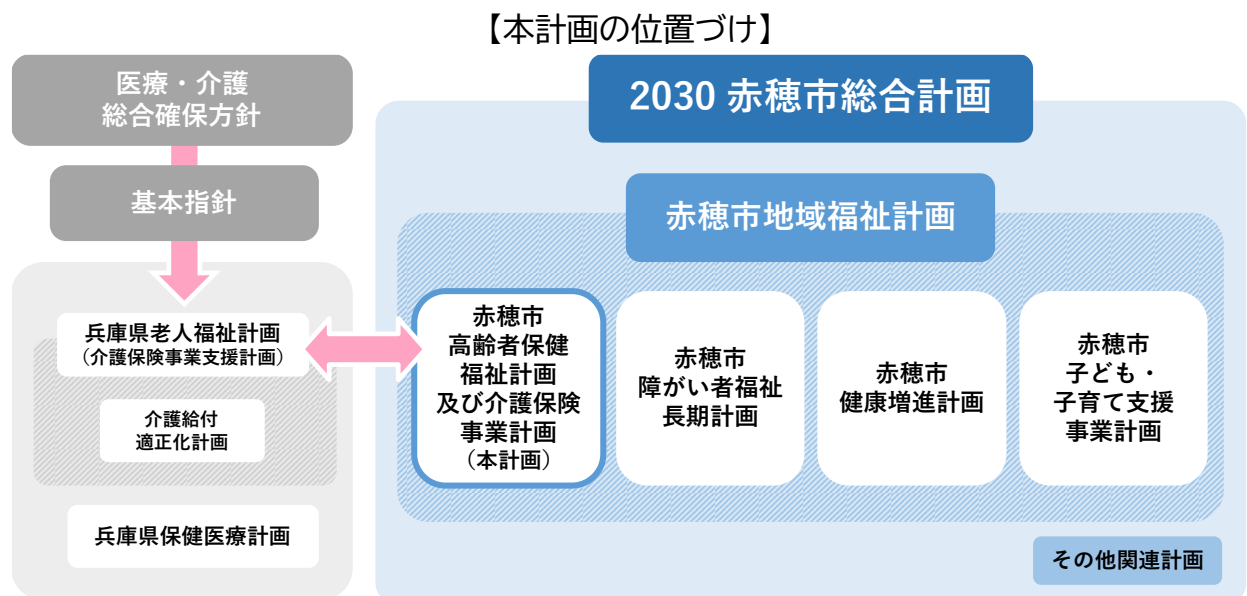 【本計画の位置づけ】
医療・介護
総合確保方針
基本指針
兵庫県老人福祉計画
（介護保険事業支援計画）
介護給付
適正化計画
兵庫県保健医療計画
2030 赤穂市総合計画
赤穂市地域福祉計画
赤穂市
高齢者保健
福祉計画
及び介護保険
事業計画
（本計画）
赤穂市
障がい者福祉
長期計画
赤穂市
健康増進計画
赤穂市
子ども・
子育て支援
事業計画
その他関連計画